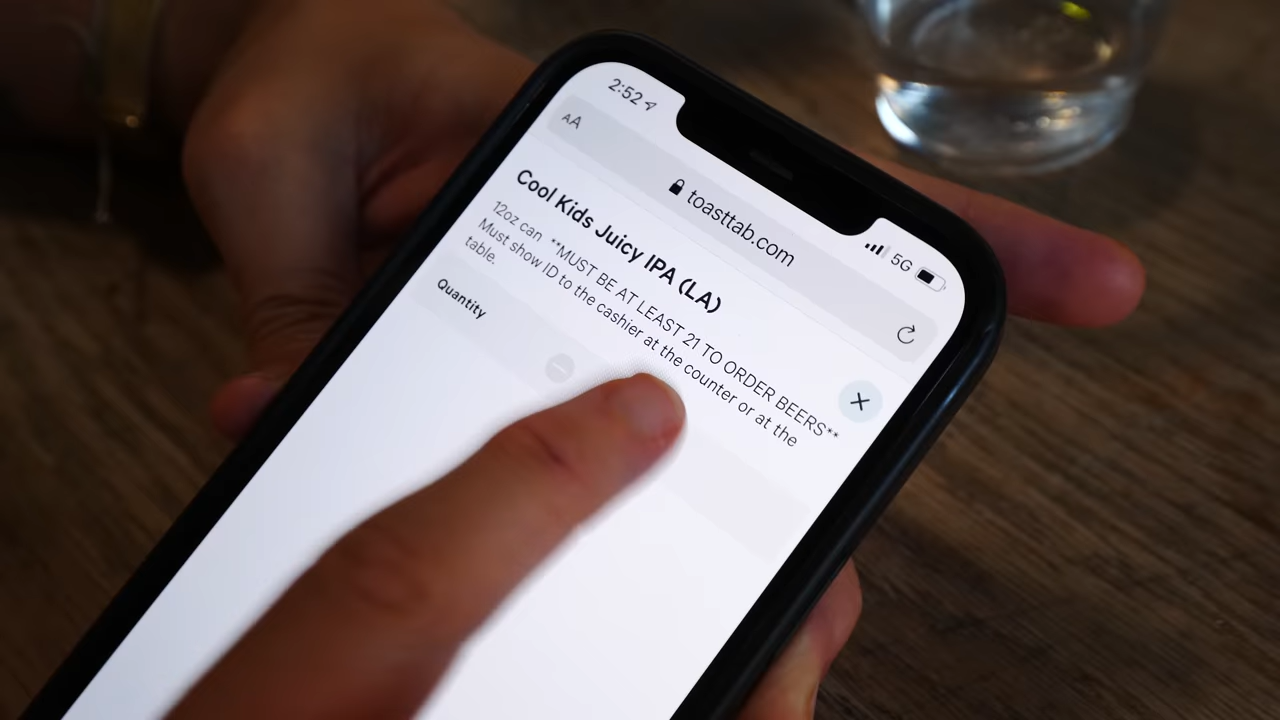 2:52
AA
toasttab.com
5G
Cool Kids Juicy IPA (LA)
12oz can **MUST BE AT LEAST 21 TO ORDER BEERS**
Must show ID to the cashier at the counter or at the
table.
Quantity